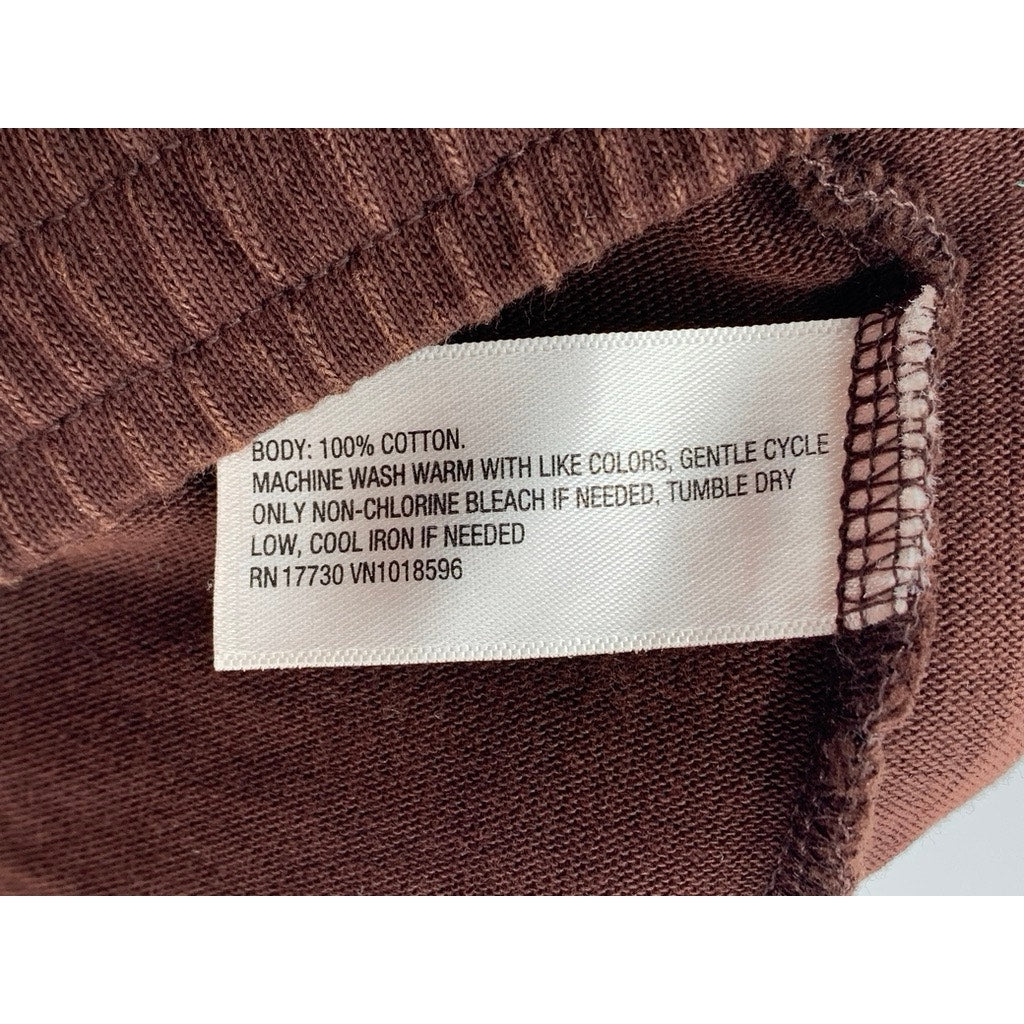 BODY: 100% COTTON.
MACHINE WASH WARM WITH LIKE COLORS, GENTLE CYCLE
ONLY NON-CHLORINE BLEACH IF NEEDED, TUMBLE DRY
LOW, COOL IRON IF NEEDED
RN 17730 VN1018596